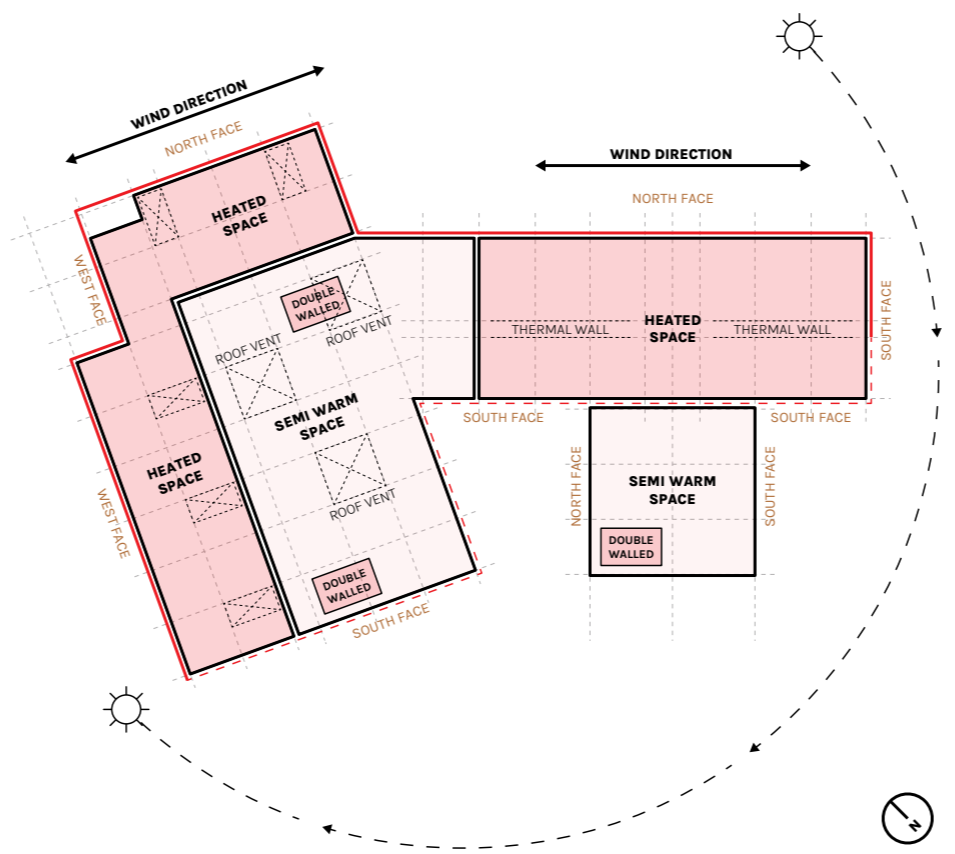 WIND DIRECTION
NORTH FACE
WIND DIRECTION
NORTH FACE
HEATED
SPACE
WEST FACE
DOUBLE
WALLED
ROOF VENT
ROOF VENT
THERMAL WALL
HEATED
SPACE
THERMAL WALL
SOUTH FACE
SEMI WARM
SPACE
SOUTH FACE
SOUTH FACE
HEATED
SPACE
ROOF VENT
WEST FACE
NORTH FACE
SEMI WARM
SPACE
SOUTH FACE
DOUBLE
WALLED
DOUBLE
WALLED
SOUTH FACE
N